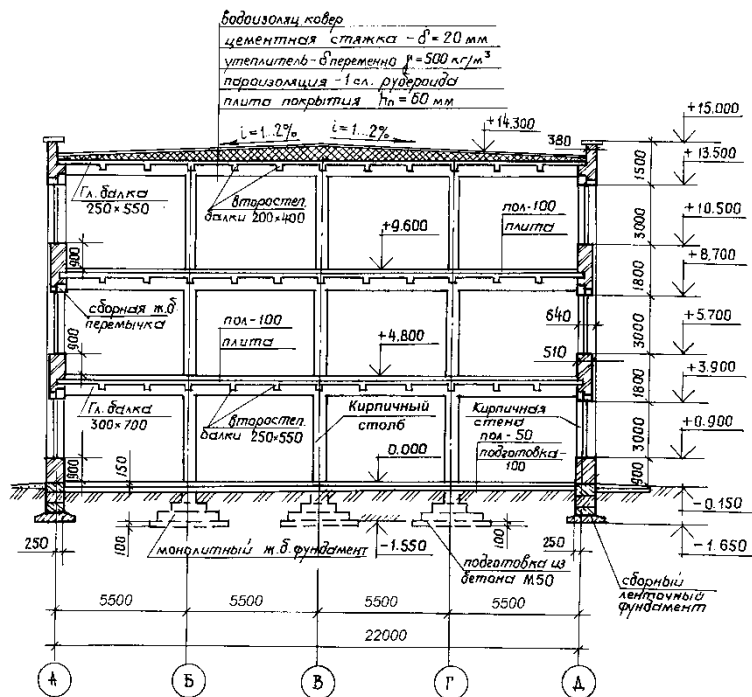 водоизоляц ковер
цементная стяжка – δ = 20 мм
утеплитель – δ переменно γ = 500 кг/м³
пароизоляция – 1 сл. рубероида
плита покрытия hп = 60 мм
i = 1...2% i = 1...2%
+14.300
380
+15.000
+13.500
1500
Гл. балка
250×550
второстеп.
балки 200×400
пол-100
плита
+10.500
3000
+9.600
900
+8.700
1800
сборная ж.б.
перемычка
пол-100
плита
640
+5.700
3000
900
+4.800
510
+3.900
1800
Гл. балка
300×700
второстеп.
балки 250×550
Кирпичный
столб
Кирпичная
стена
пол-50
подготовка-
100
+0.900
3000
0.000
900
150
900
-0.150
250
100
монолитный ж.б. фундамент
-1.550
подготовка из
бетона М50
100
250
-1.650
сборный
ленточный
фундамент
5500 5500 5500 5500
22000
А Б В Г Д